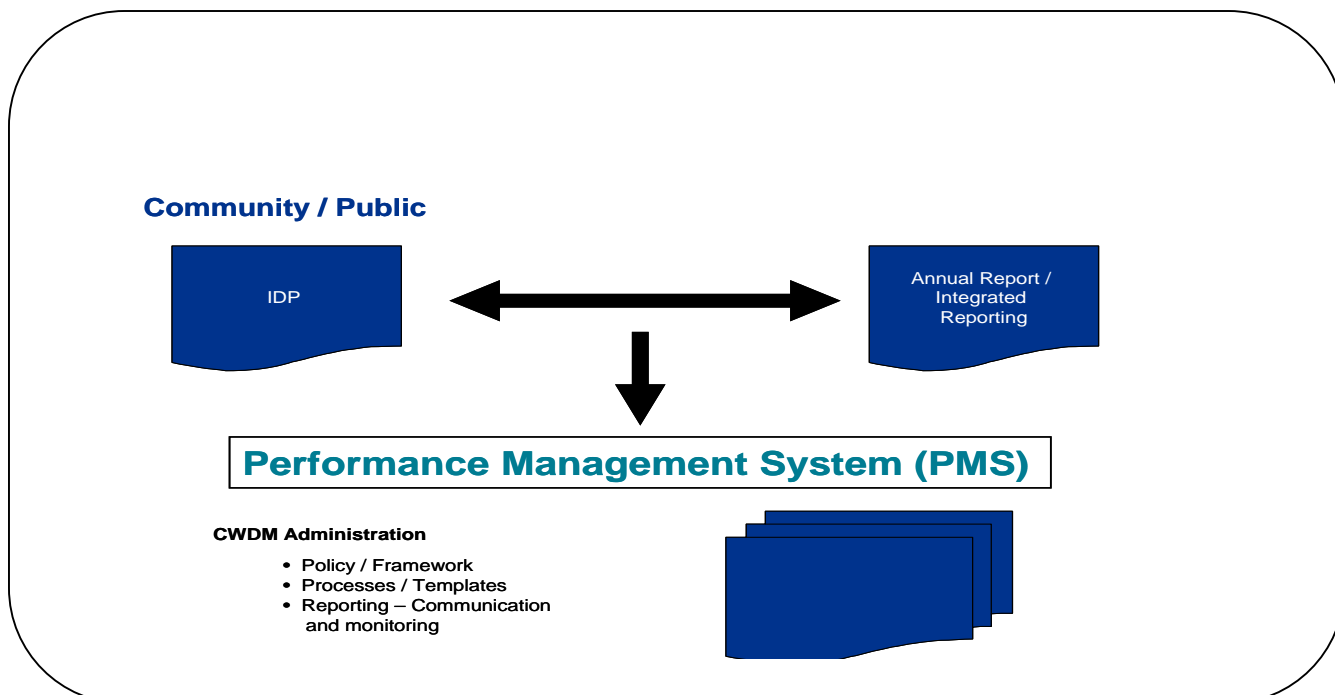 Community / Public
IDP
Annual Report /
Integrated
Reporting
Performance Management System (PMS)
CWDM Administration
• Policy / Framework
• Processes / Templates
• Reporting – Communication
and monitoring